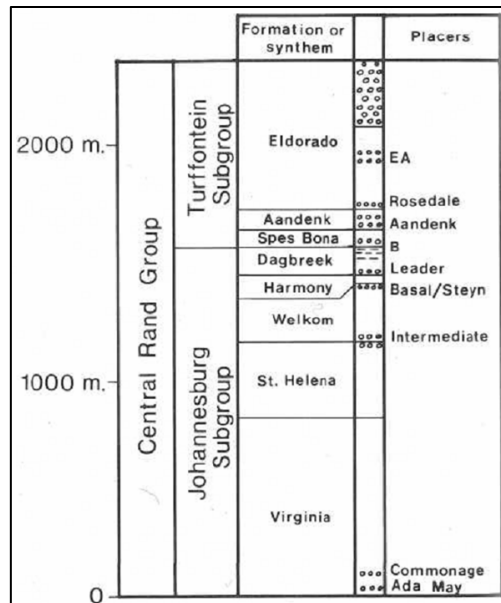 Formation or
synthem
Placers
2000 m.
1000 m.
0
Central Rand Group
Turffontein
Subgroup
Johannesburg
Subgroup
Eldorado
Aandenk
Spes Bona
Dagbreek
Harmony
Welkom
St. Helena
Virginia
EA
Rosedale
Aandenk
B
Leader
Basal/Steyn
Intermediate
Commonage
Ada May